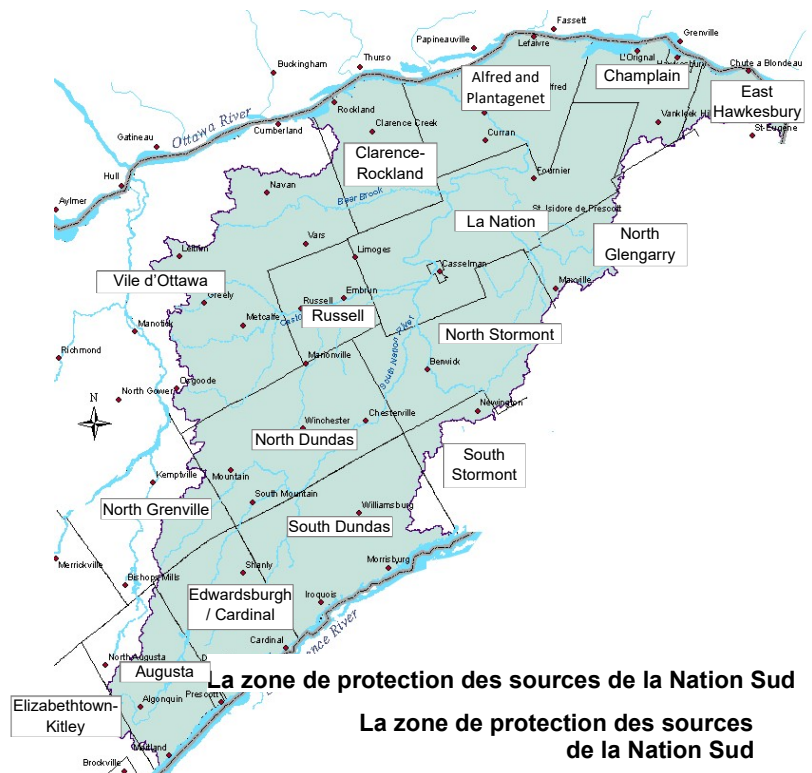 Fassett
Papineauville
Lefaivre
Grenville
Thurso
L'Orignal
Chute a Blondeau
Buckingham
Alfred and
Plantagenet
Champlain
East
Hawkesbury
Rockland
Ottawa River
Cumberland
Clarence Creek
Curran
Vankleek
St-Eugène
Gatineau
Clarence-
Rockland
Hull
Navan
Fournier
Aylmer
Bear Brook
St. Isidore de Prescott
La Nation
North
Glengarry
Vars
Limoges
Casselman
Vile d'Ottawa
Maxville
Greely
Embrun
Russell
Russell
Metcalfe
Manotick
North Stormont
South Nation River
Richmond
Marionville
Berwick
Osgoode
North Gower
N
Newington
Chesterville
Winchester
North Dundas
South
Stormont
Mountain
Kemptville
South Mountain
Williamsburg
North Grenville
South Dundas
Merrickville
Shanly
Morrisburg
Bishops Mills
Edwardsburgh
/ Cardinal
Iroquois
Cardinal
North Augusta
Augusta
La zone de protection des sources de la Nation Sud
Elizabethtown-
Kitley
Algonquin
Prescott
La zone de protection des sources
de la Nation Sud
Maitland
Brockville